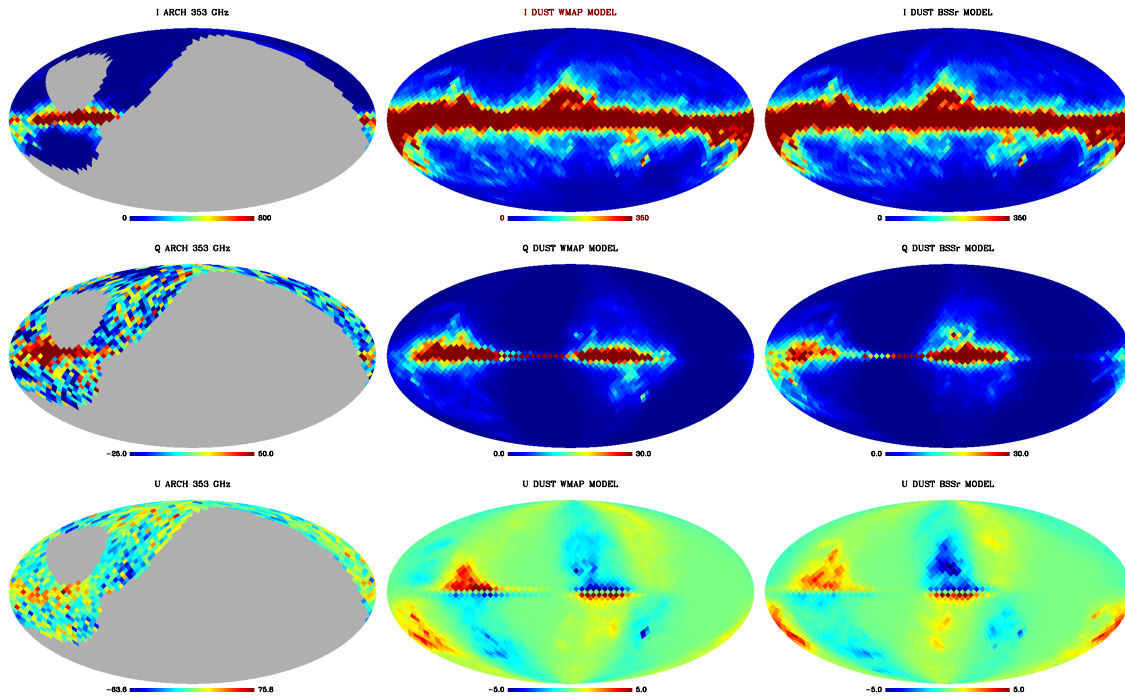 I ARCH 353 GHz
I DUST WMAP MODEL
I DUST BSSr MODEL
0 600
0 350
0 350
Q ARCH 353 GHz
Q DUST WMAP MODEL
Q DUST BSSr MODEL
-25.0 50.0
0.0 30.0
0.0 30.0
U ARCH 353 GHz
U DUST WMAP MODEL
U DUST BSSr MODEL
-63.6 75.8
-5.0 5.0
-5.0 5.0